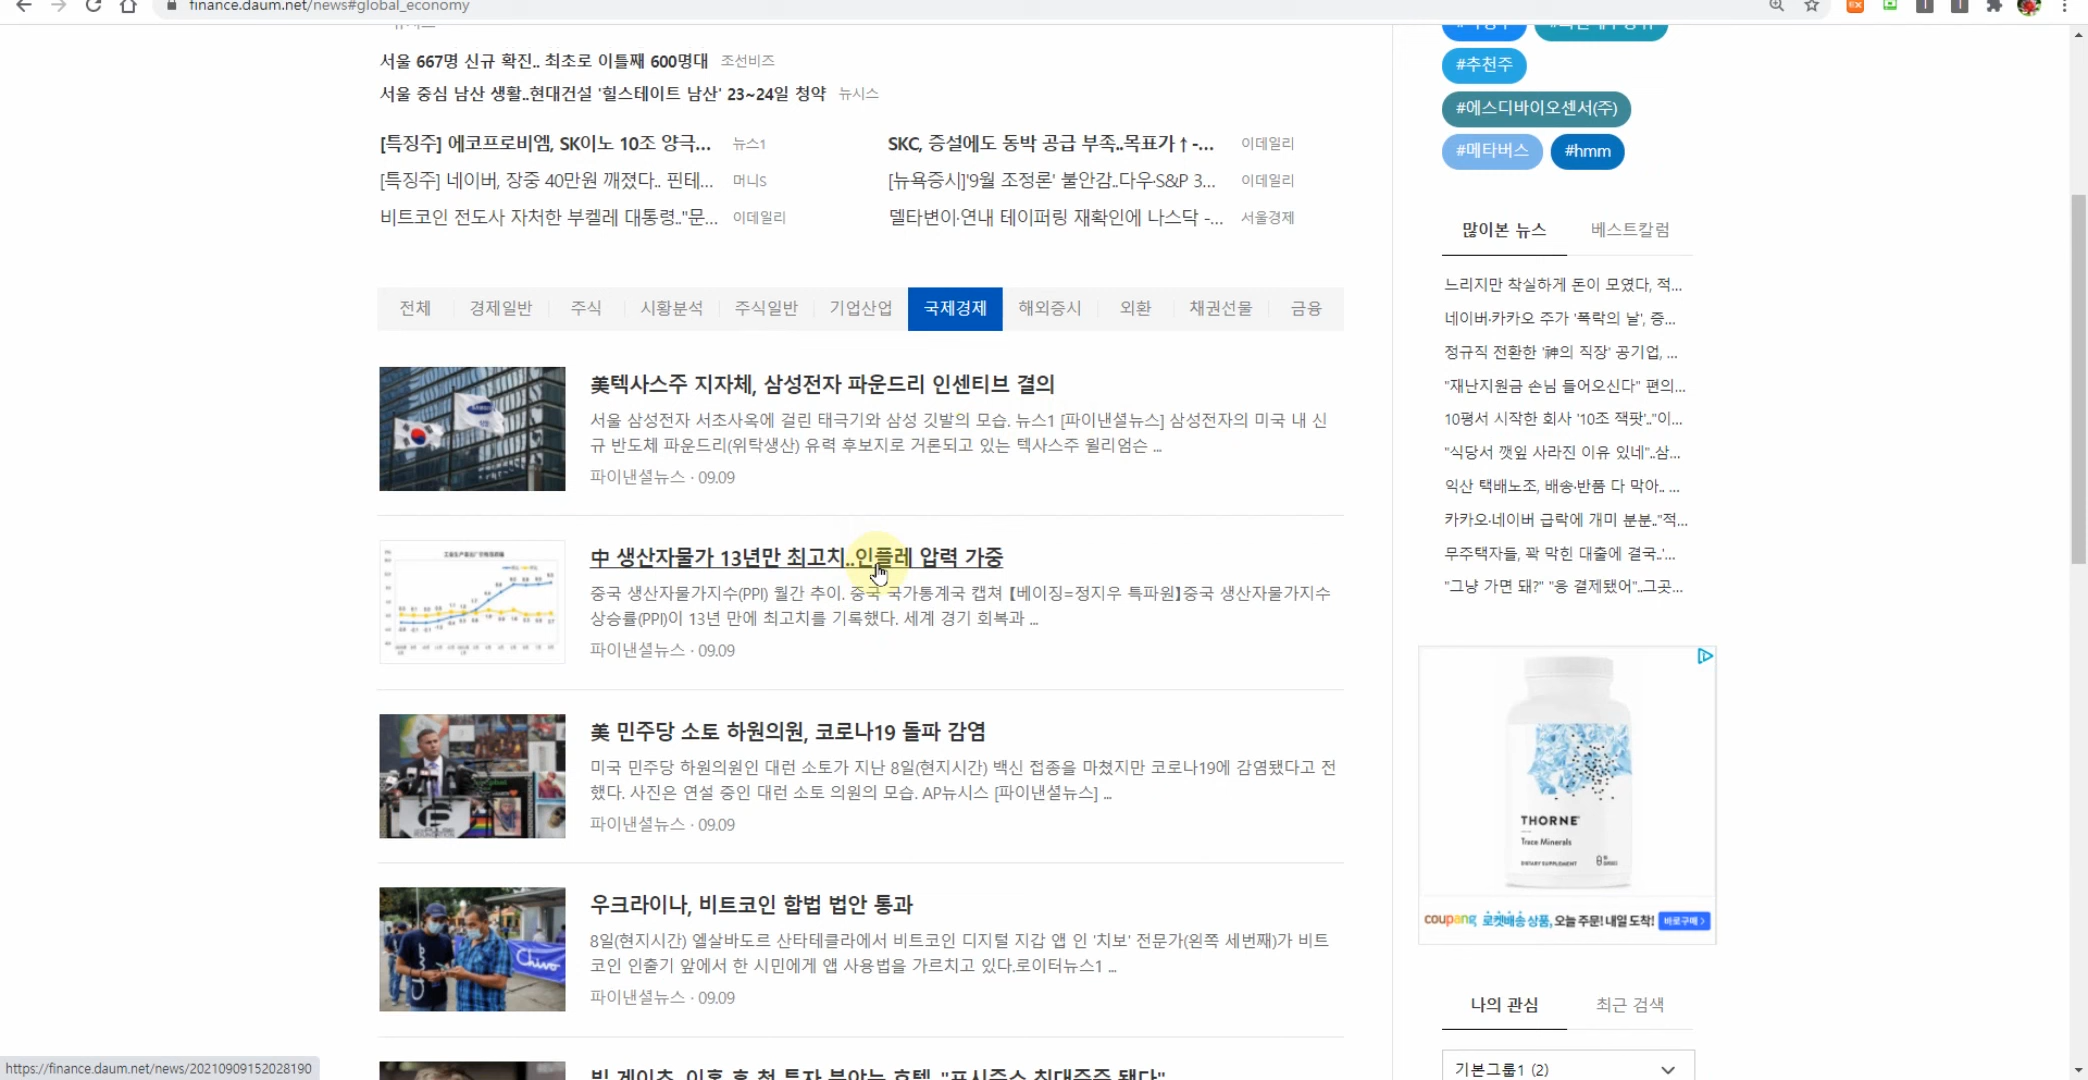 finance.daum.net/news#global_economy
서울 667명 신규 확진.. 최초로 이틀째 600명대 조선비즈
서울 중심 남산 생활..현대건설 '힐스테이트 남산' 23~24일 청약 뉴시스
[특징주] 에코프로비엠, SK이노 10조 양극... 뉴스1
[특징주] 네이버, 장중 40만원 깨졌다.. 핀테... 머니S
비트코인 전도사 자처한 부켈레 대통령.."문... 이데일리
SKC, 증설에도 동박 공급 부족..목표가↑-... 이데일리
[뉴욕증시]'9월 조정론' 불안감..다우·S&P 3... 이데일리
델타변이·연내 테이퍼링 재확인에 나스닥 -... 서울경제
전체 경제일반 주식 시황분석 주식일반 기업산업 국제경제 해외증시 외환 채권선물 금융
美텍사스주 지자체, 삼성전자 파운드리 인센티브 결의
서울 삼성전자 서초사옥에 걸린 태극기와 삼성 깃발의 모습. 뉴스1 [파이낸셜뉴스] 삼성전자의 미국 내 신
규 반도체 파운드리(위탁생산) 유력 후보지로 거론되고 있는 텍사스주 윌리엄슨 ...
파이낸셜뉴스 · 09.09
中 생산자물가 13년만 최고치..인플레 압력 가중
중국 생산자물가지수(PPI) 월간 추이. 중국 국가통계국 캡쳐 【베이징=정지우 특파원】중국 생산자물가지수
상승률(PPI)이 13년 만에 최고치를 기록했다. 세계 경기 회복과 ...
파이낸셜뉴스 · 09.09
美 민주당 소토 하원의원, 코로나19 돌파 감염
미국 민주당 하원의원인 대런 소토가 지난 8일(현지시간) 백신 접종을 마쳤지만 코로나19에 감염됐다고 전
했다. 사진은 연설 중인 대런 소토 의원의 모습. AP뉴시스 [파이낸셜뉴스] ...
파이낸셜뉴스 · 09.09
우크라이나, 비트코인 합법 법안 통과
8일(현지시간) 엘살바도르 산타테클라에서 비트코인 디지털 지갑 앱 인 '치보' 전문가(왼쪽 세번째)가 비트
코인 인출기 앞에서 한 시민에게 앱 사용법을 가르치고 있다.로이터뉴스1 ...
파이낸셜뉴스 · 09.09
Chivo
#추천주
#에스디바이오센서(주)
#메타버스 #hmm
많이본 뉴스 베스트칼럼
느리지만 착실하게 돈이 모였다, 적...
네이버·카카오 주가 '폭락의 날', 증...
정규직 전환한 '神의 직장' 공기업, ...
"재난지원금 손님 들어오신다" 편의...
10평서 시작한 회사 '10조 잭팟'.."이...
"식당서 깻잎 사라진 이유 있네"..삼...
익산 택배노조, 배송·반품 다 막아.. ...
카카오·네이버 급락에 개미 분분.."적...
무주택자들, 꽉 막힌 대출에 결국..'...
"그냥 가면 돼?" "응 결제됐어"..그곳...
THORNE
Trace Minerals
DIETARY SUPPLEMENT
coupang 로켓배송 상품, 오늘 주문! 내일 도착! 바로구매 >
나의 관심 최근 검색
기본그룹1 (2)
https://finance.daum.net/news/20210909152028190